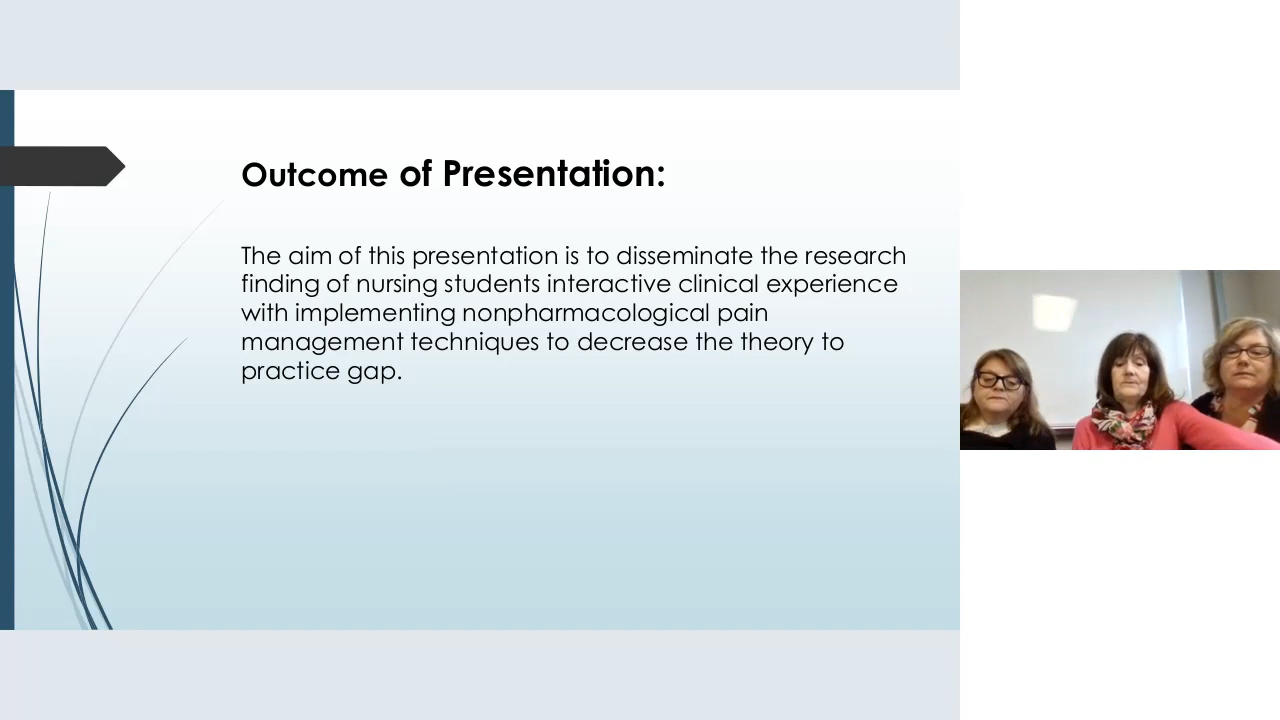 Outcome of Presentation:
The aim of this presentation is to disseminate the research
finding of nursing students interactive clinical experience
with implementing nonpharmacological pain
management techniques to decrease the theory to
practice gap.